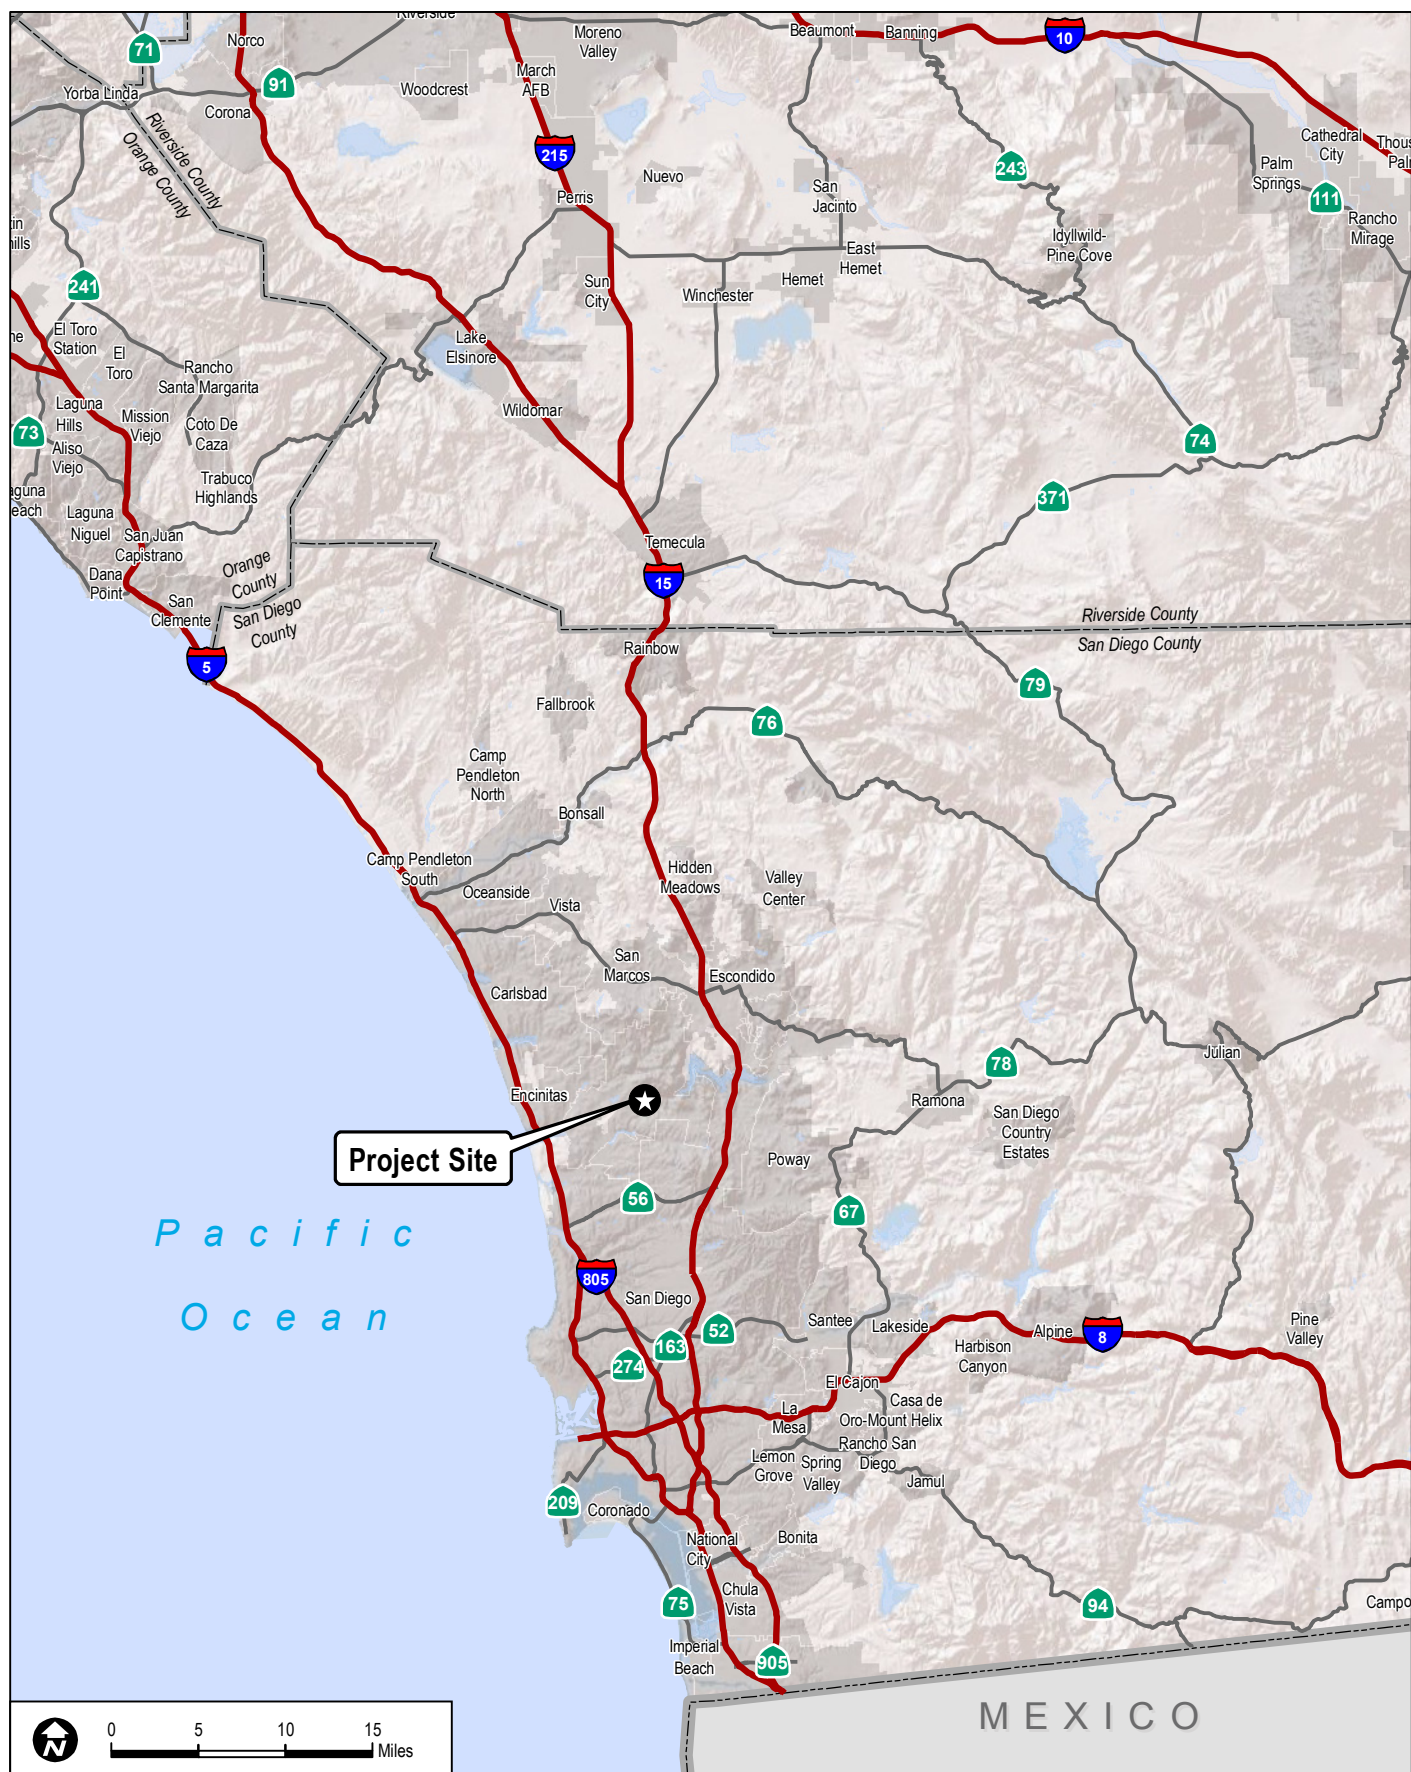 Riverside
Norco
71
91
Yorba Linda
Corona
Riverside County
Orange County
Woodcrest
March
AFB
Moreno
Valley
Beaumont
Banning
10
215
Perris
Nuevo
San
Jacinto
243
Palm
Springs
Cathedral
City
111
Rancho
Mirage
Idyllwild-
Pine Cove
East
Hemet
Hemet
Winchester
Sun
City
241
El Toro
Station
El
Toro
Rancho
Santa Margarita
Lake
Elsinore
Wildomar
Laguna
Hills
73
Mission
Viejo
Coto De
Caza
Aliso
Viejo
Trabuco
Highlands
Laguna
Niguel
San Juan
Capistrano
Dana
Point
San
Clemente
Orange
County
San Diego
County
5
74
371
Temecula
15
Riverside County
San Diego County
Rainbow
79
Fallbrook
76
Camp
Pendleton
North
Bonsall
Camp Pendleton
South
Oceanside
Vista
Hidden
Meadows
Valley
Center
San
Marcos
Escondido
Carlsbad
Julian
78
Encinitas
Ramona
San Diego
Country
Estates
Project Site
Poway
56
67
Pacific
Ocean
805
San Diego
52
163
274
Santee
Lakeside
Alpine
8
Pine
Valley
Harbison
Canyon
El Cajon
Casa de
Oro-Mount Helix
La
Mesa
Rancho San
Diego
Lemon
Grove
Spring
Valley
Jamul
209
Coronado
National
City
Bonita
Chula
Vista
75
94
Campo
Imperial
Beach
905
MEXICO
N
0 5 10 15
Miles